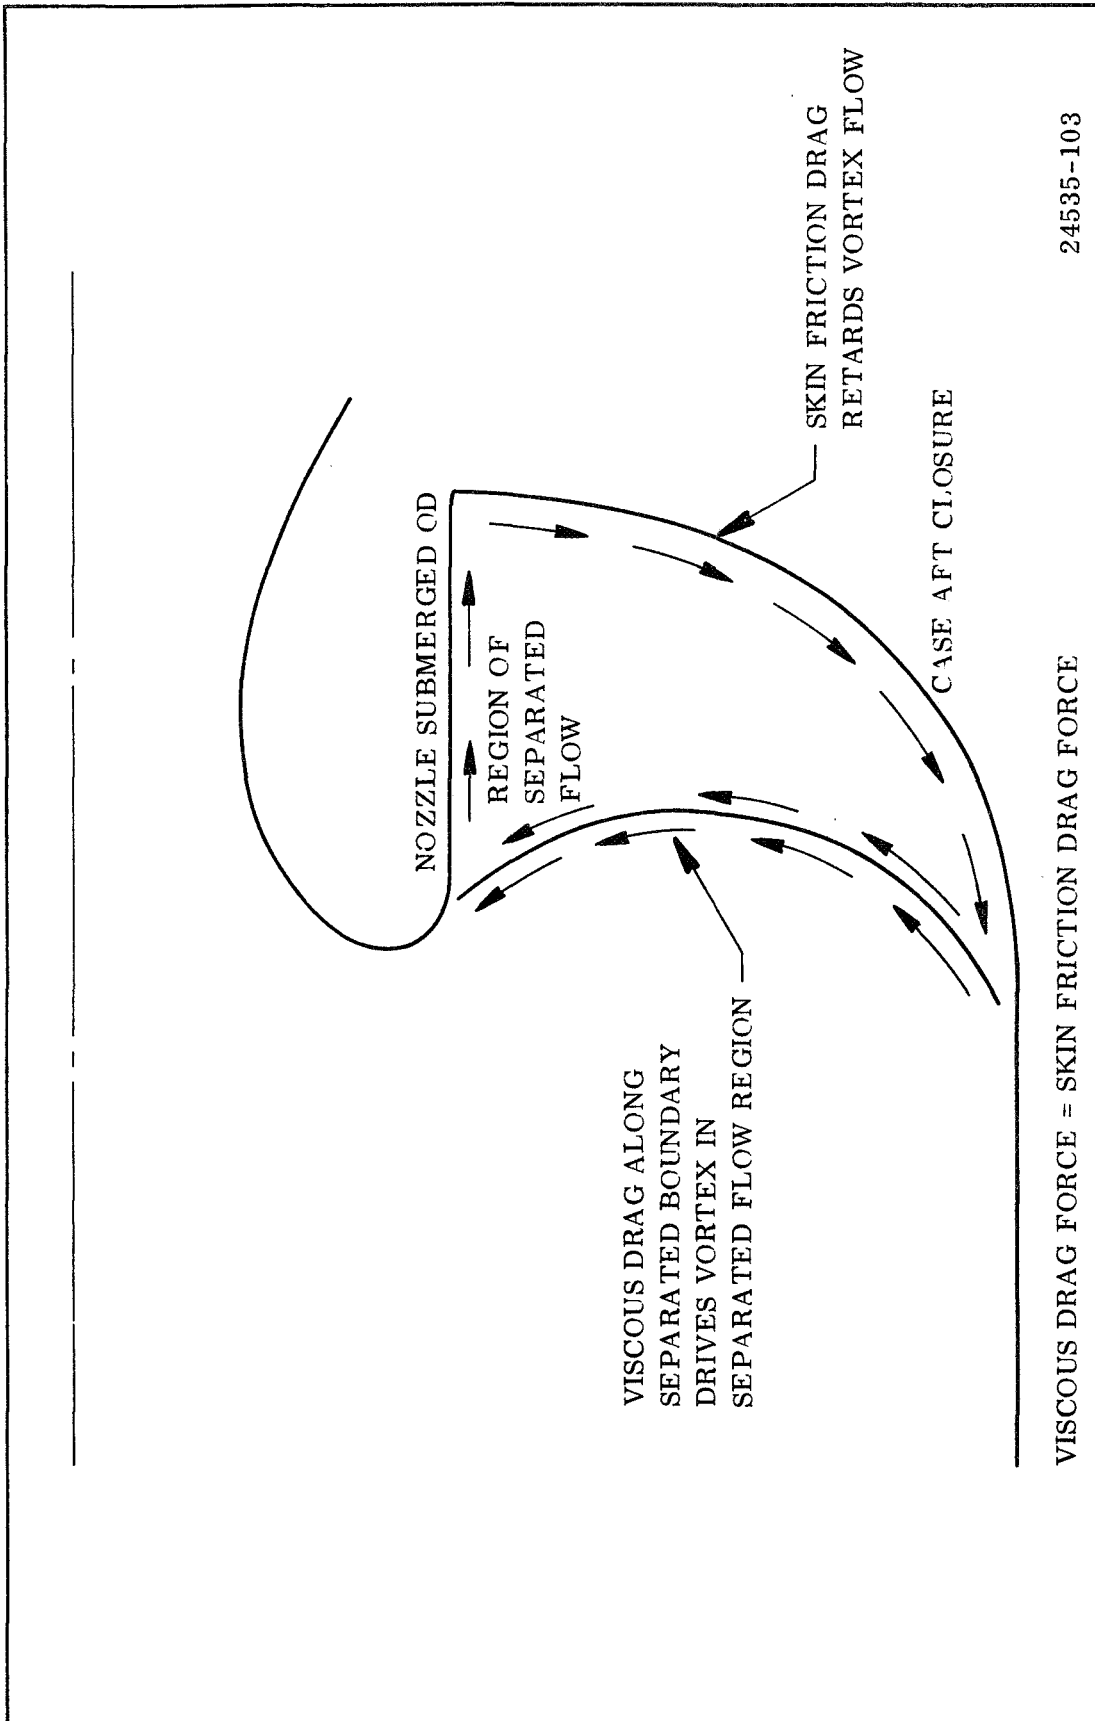 NOZZLE SUBMERGED OD
REGION OF
SEPARATED
FLOW
SKIN FRICTION DRAG
RETARDS VORTEX FLOW
CASE AFT CLOSURE
VISCOUS DRAG ALONG
SEPARATED BOUNDARY
DRIVES VORTEX IN
SEPARATED FLOW REGION
VISCOUS DRAG FORCE = SKIN FRICTION DRAG FORCE
24535-103